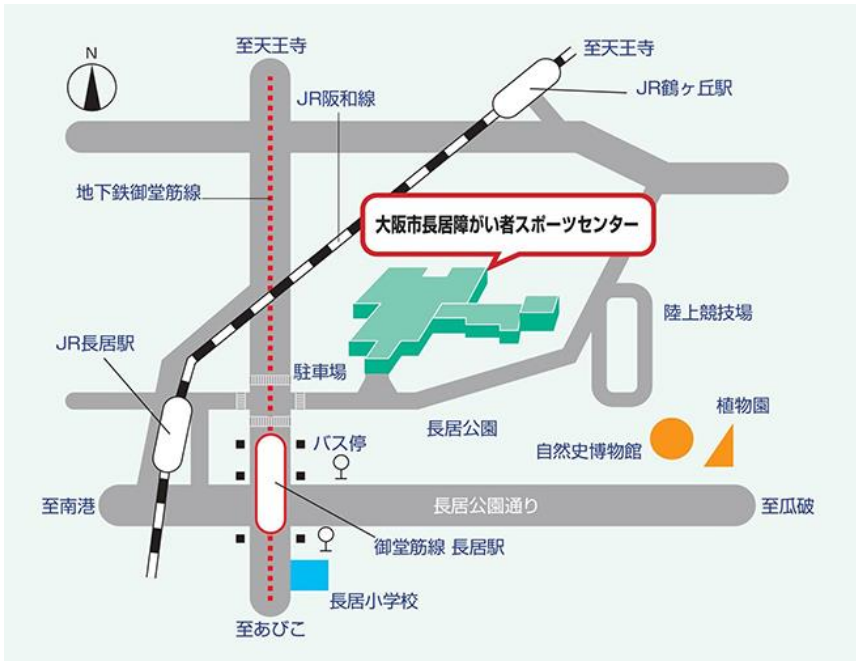 至天王寺
至天王寺
N
JR阪和線
JR鶴ヶ丘駅
地下鉄御堂筋線
大阪市長居障がい者スポーツセンター
陸上競技場
JR長居駅
駐車場
植物園
長居公園
バス停
自然史博物館
至南港
長居公園通り
至瓜破
御堂筋線 長居駅
長居小学校
至あびこ